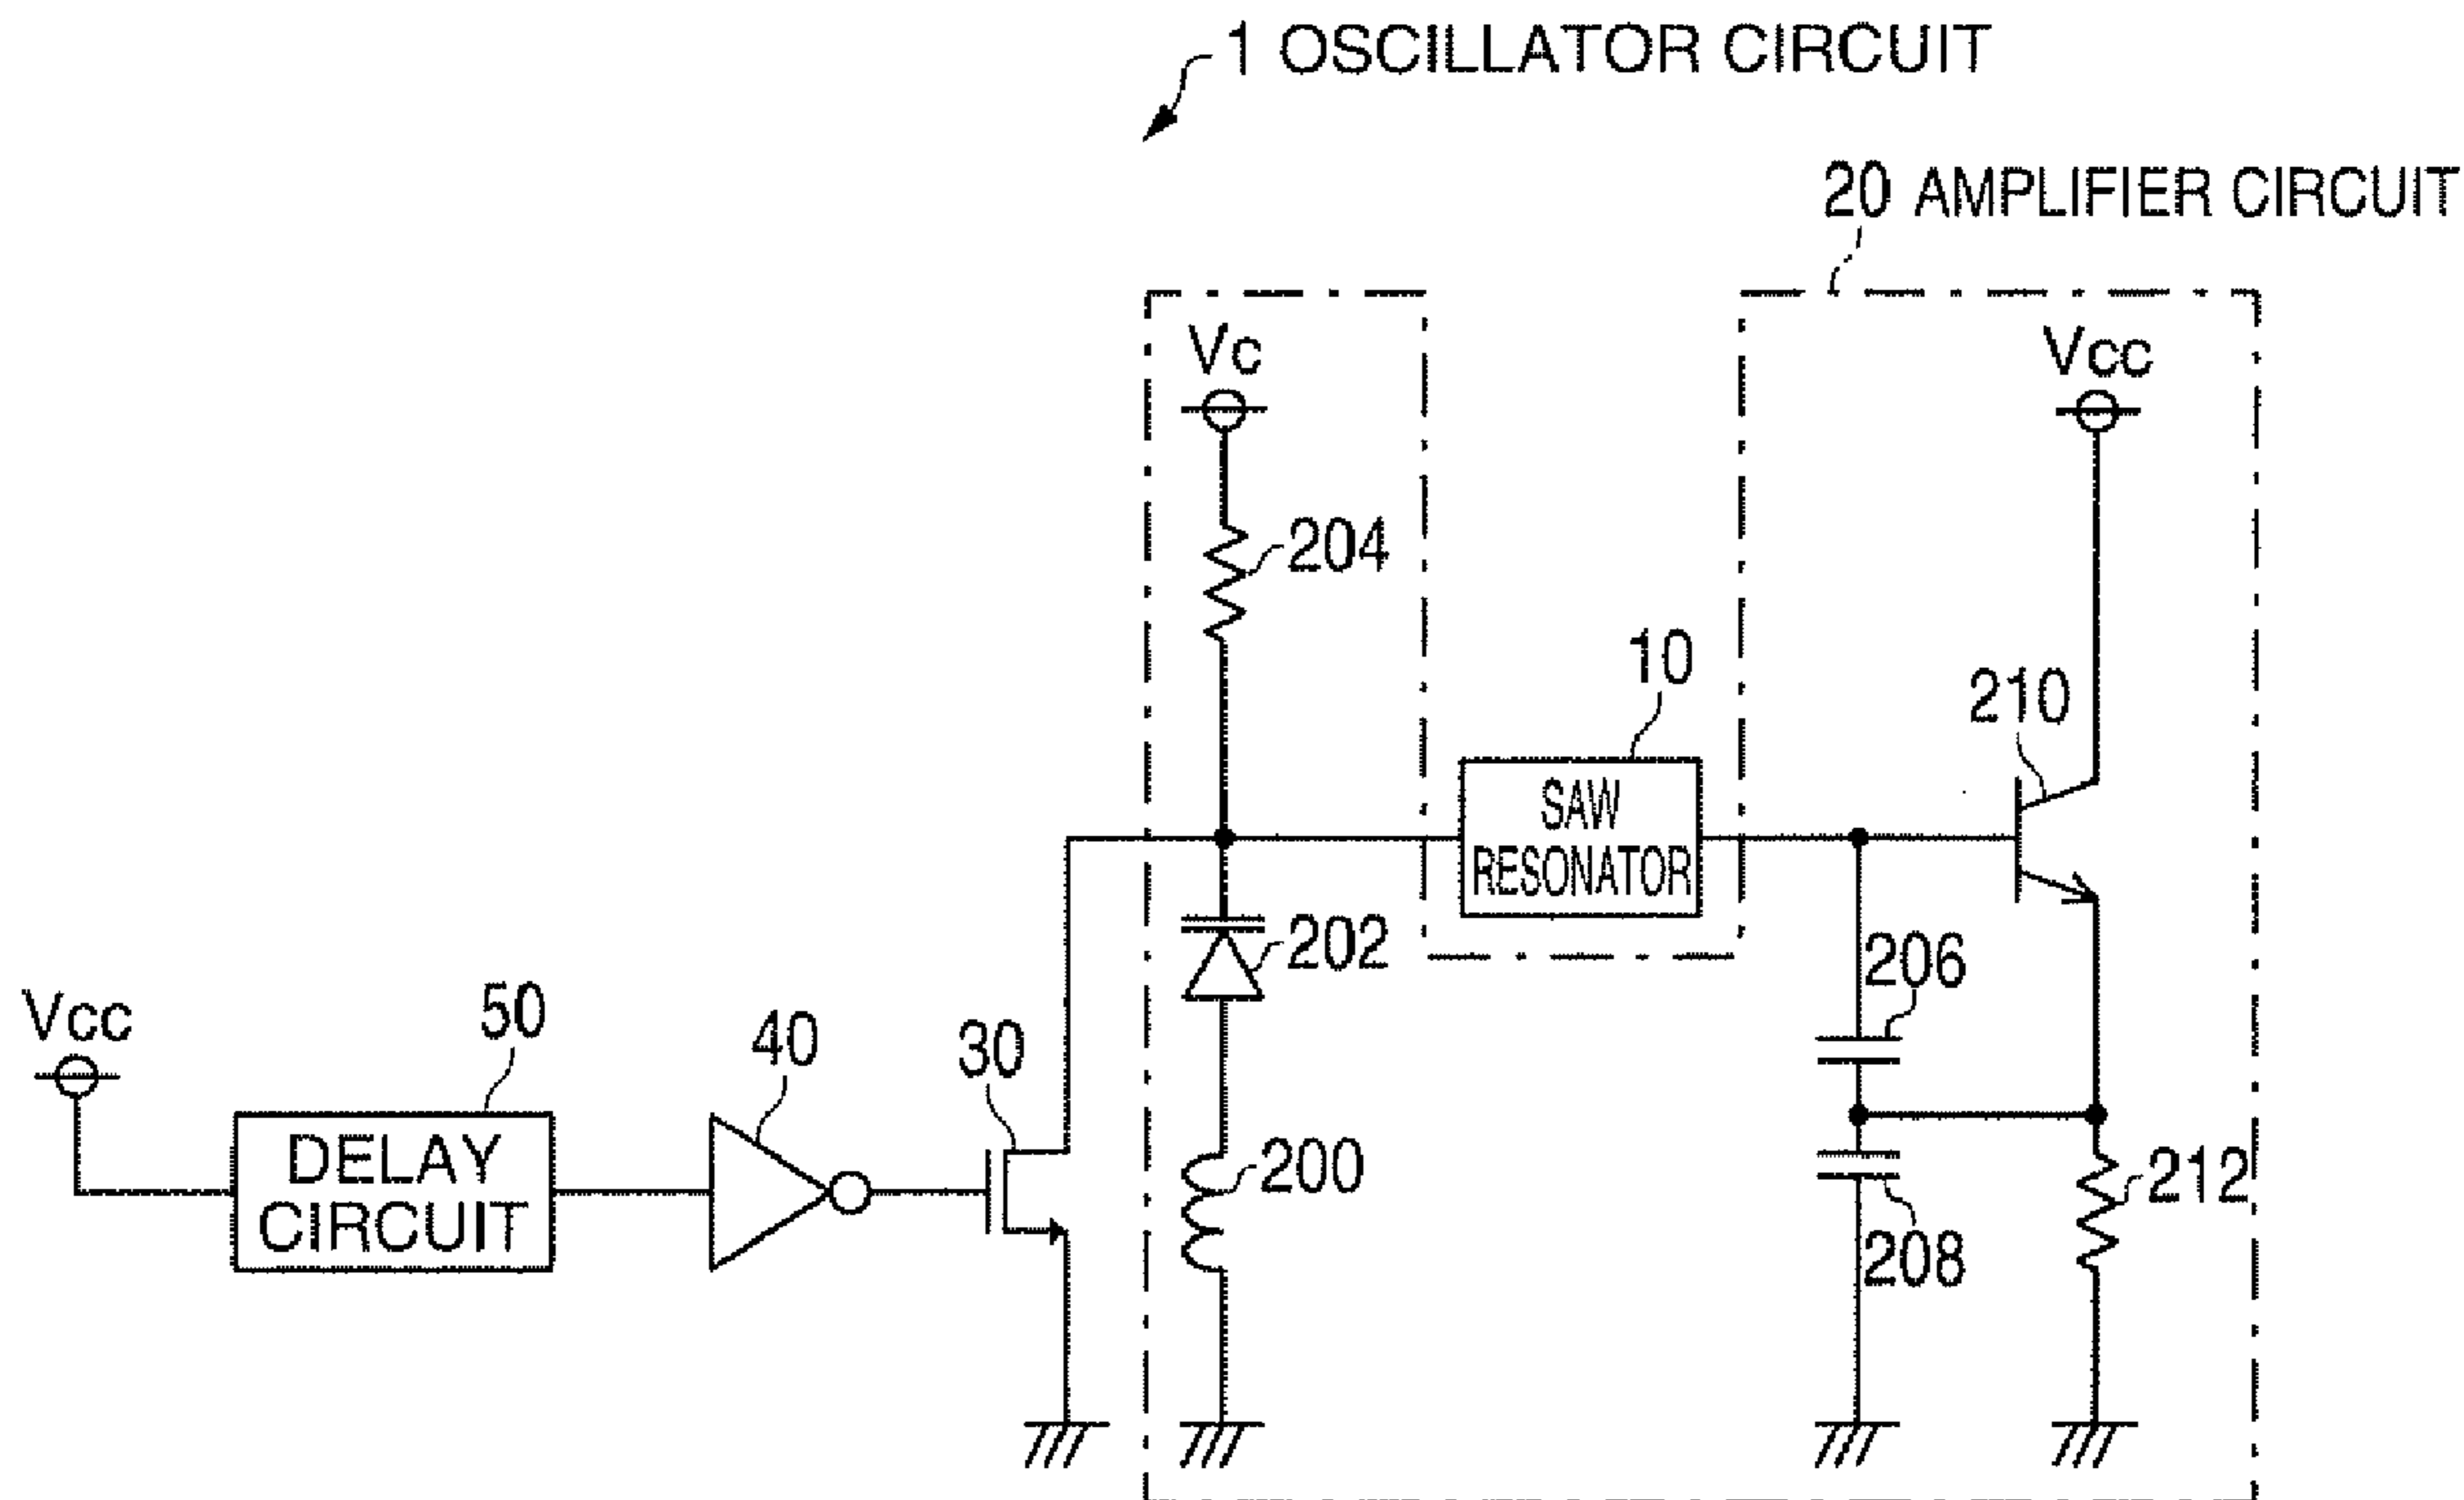 1 OSCILLATOR CIRCUIT
20 AMPLIFIER CIRCUIT
Vc
Vcc
204
10
210
SAW
RESONATOR
202
206
Vcc
50
40
30
DELAY
CIRCUIT
200
212
208